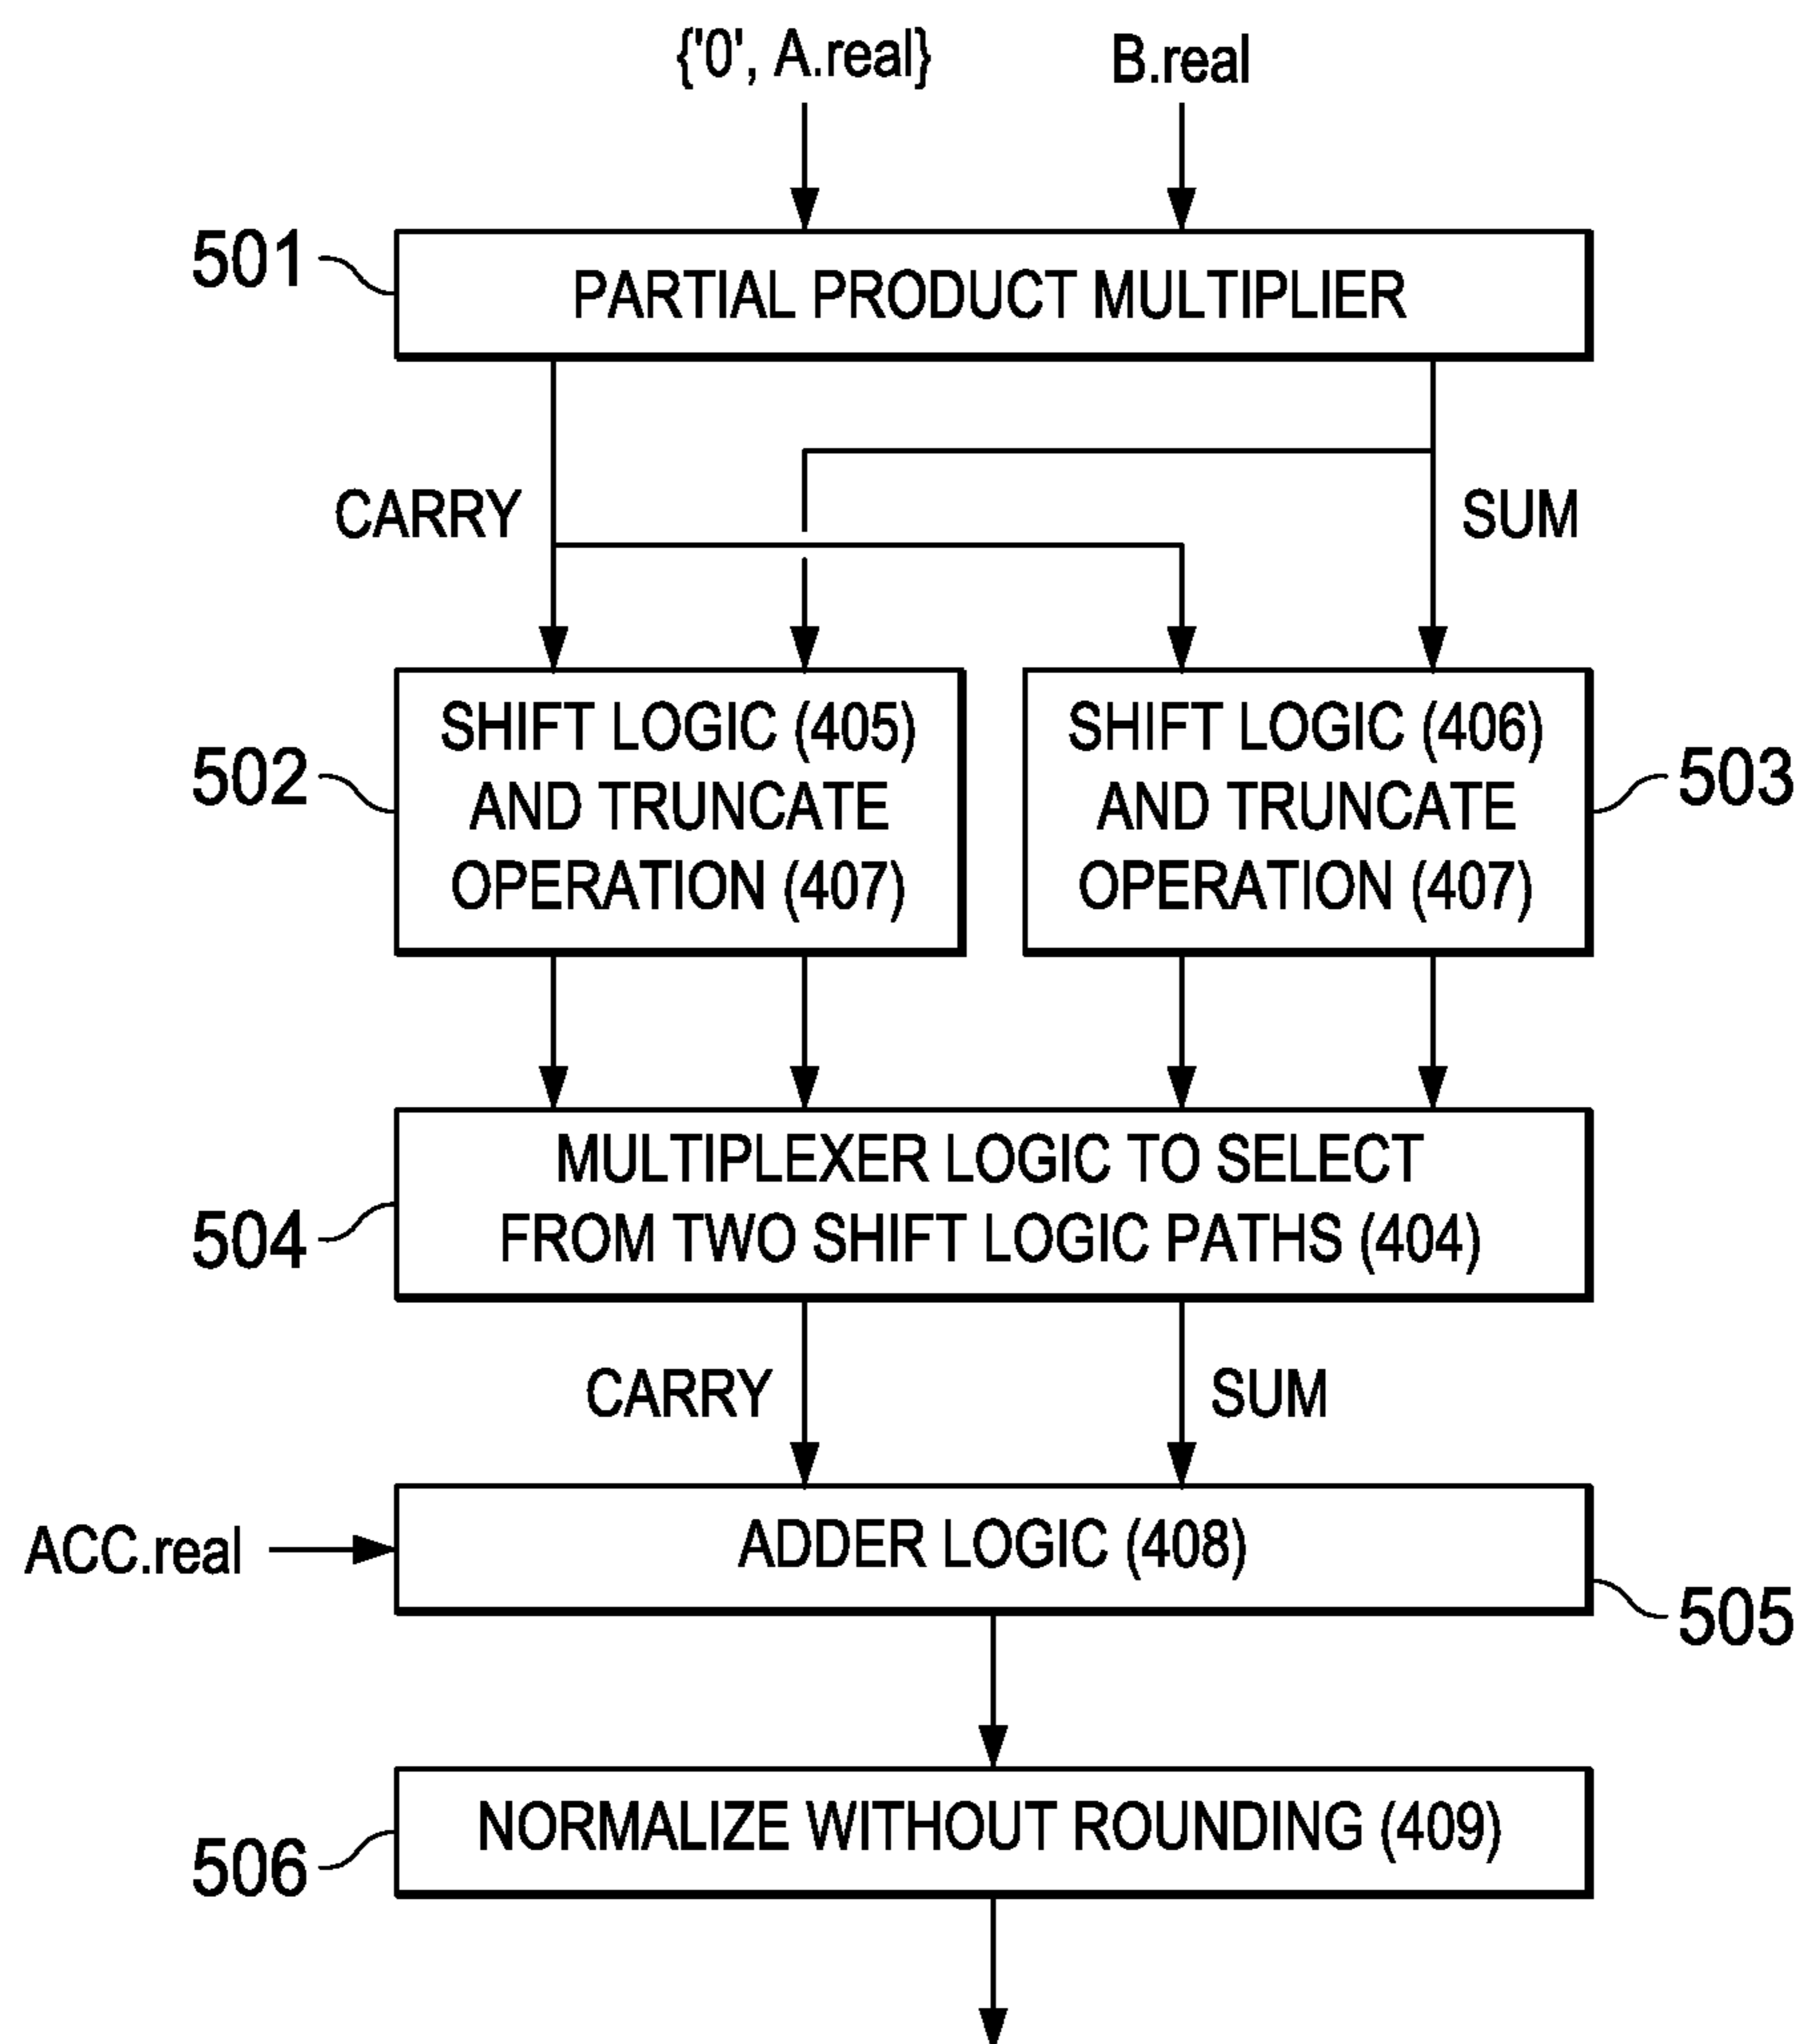 {'0', A.real}
B.real
501
PARTIAL PRODUCT MULTIPLIER
CARRY
SUM
502
SHIFT LOGIC (405)
AND TRUNCATE
OPERATION (407)
SHIFT LOGIC (406)
AND TRUNCATE
OPERATION (407)
503
504
MULTIPLEXER LOGIC TO SELECT
FROM TWO SHIFT LOGIC PATHS (404)
CARRY
SUM
ACC.real
ADDER LOGIC (408)
505
506
NORMALIZE WITHOUT ROUNDING (409)